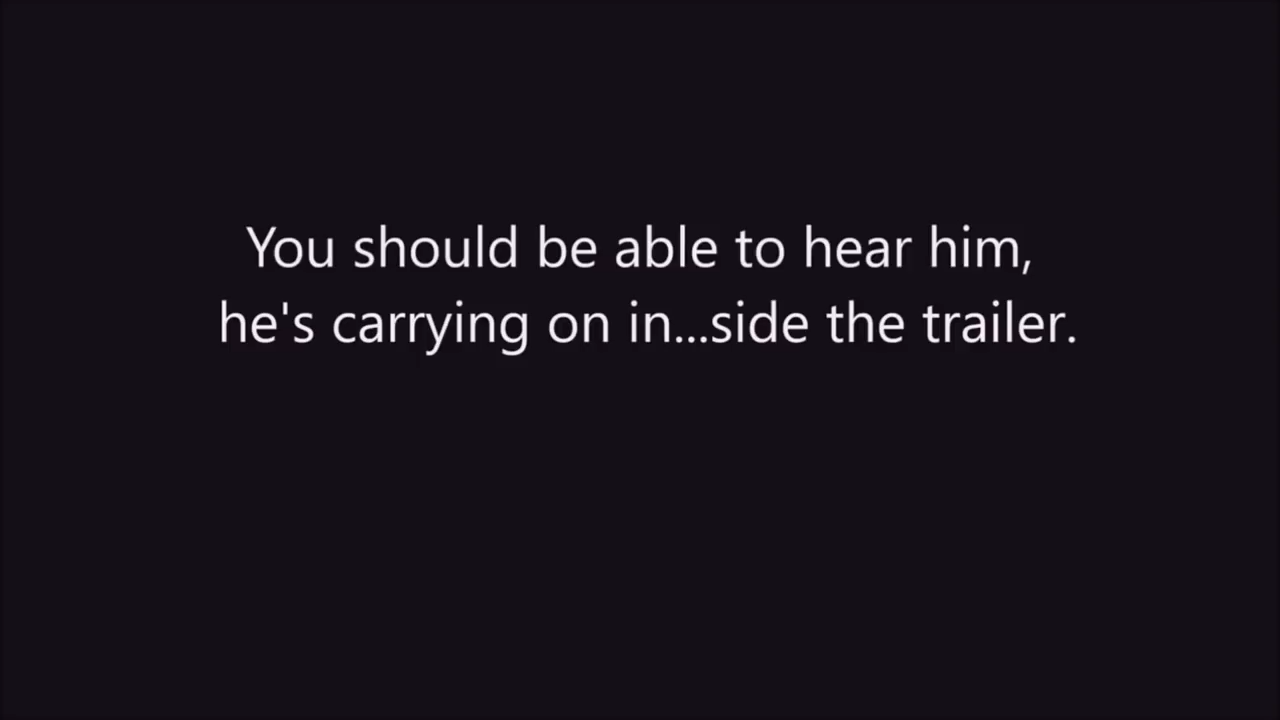 You should be able to hear him,
he's carrying on in...side the trailer.